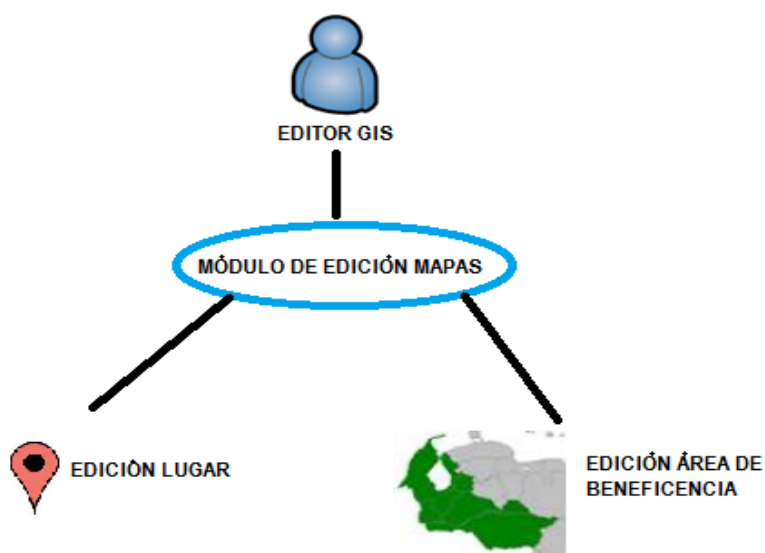 EDITOR GIS
MÓDULO DE EDICIÓN MAPAS
EDICIÒN LUGAR
EDICIÓN ÁREA DE
BENEFICENCIA